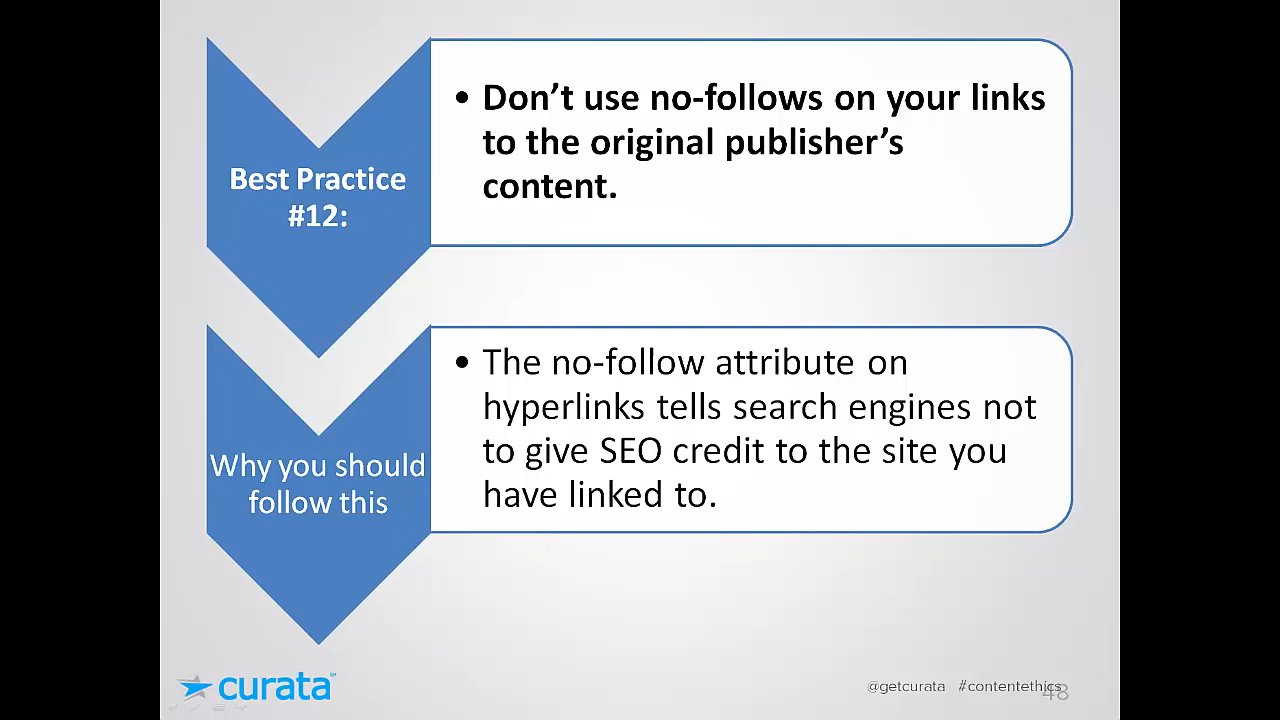 Best Practice
#12:
• Don’t use no-follows on your links
to the original publisher’s
content.
Why you should
follow this
• The no-follow attribute on
hyperlinks tells search engines not
to give SEO credit to the site you
have linked to.
curata
@getcurata #contentethics
48